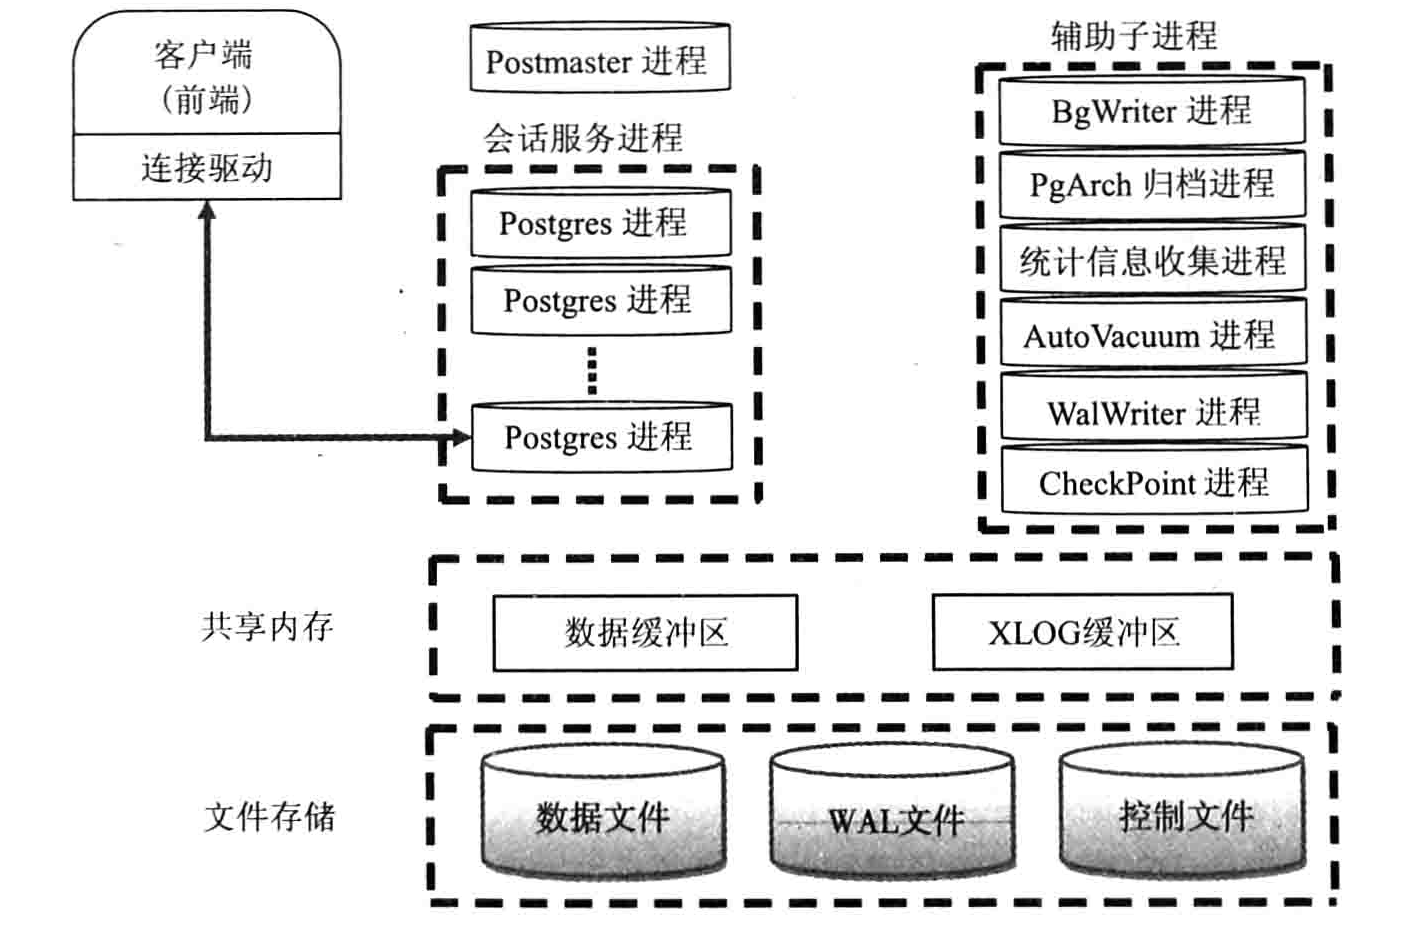 客户端
(前端)
连接驱动
Postmaster 进程
会话服务进程
Postgres 进程
Postgres 进程
Postgres 进程
辅助子进程
BgWriter 进程
PgArch 归档进程
统计信息收集进程
AutoVacuum 进程
WalWriter 进程
CheckPoint 进程
共享内存
数据缓冲区
XLOG缓冲区
文件存储
数据文件
WAL文件
控制文件